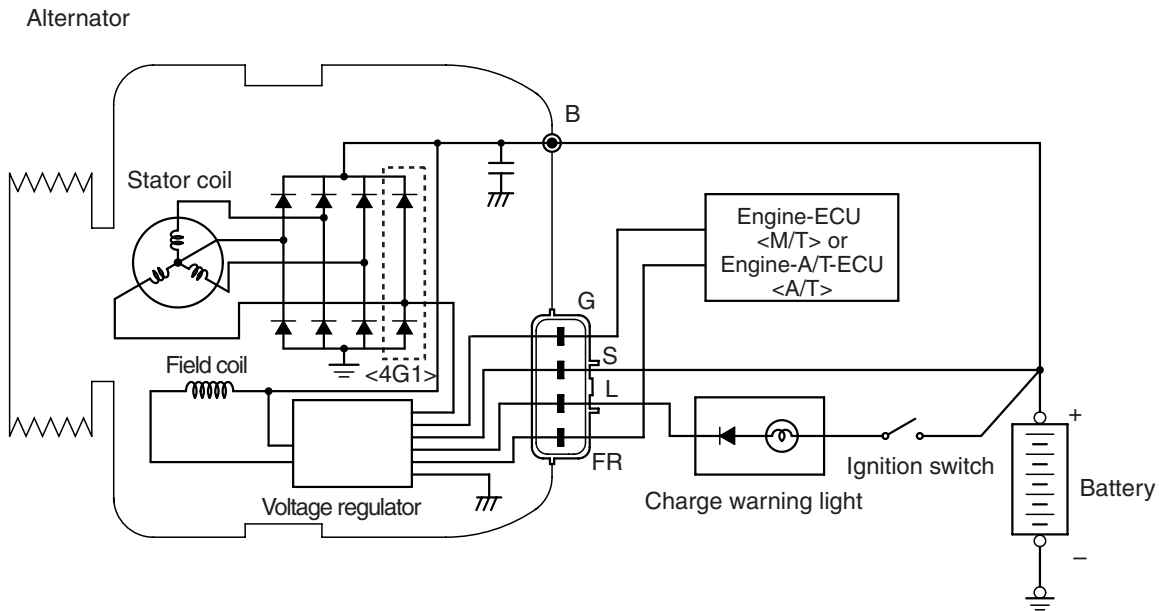 Alternator
B
Stator coil
Engine-ECU
<M/T> or
Engine-A/T-ECU
<A/T>
G
S
<4G1>
Field coil
L
+
FR
Ignition switch
Battery
Voltage regulator
Charge warning light
–